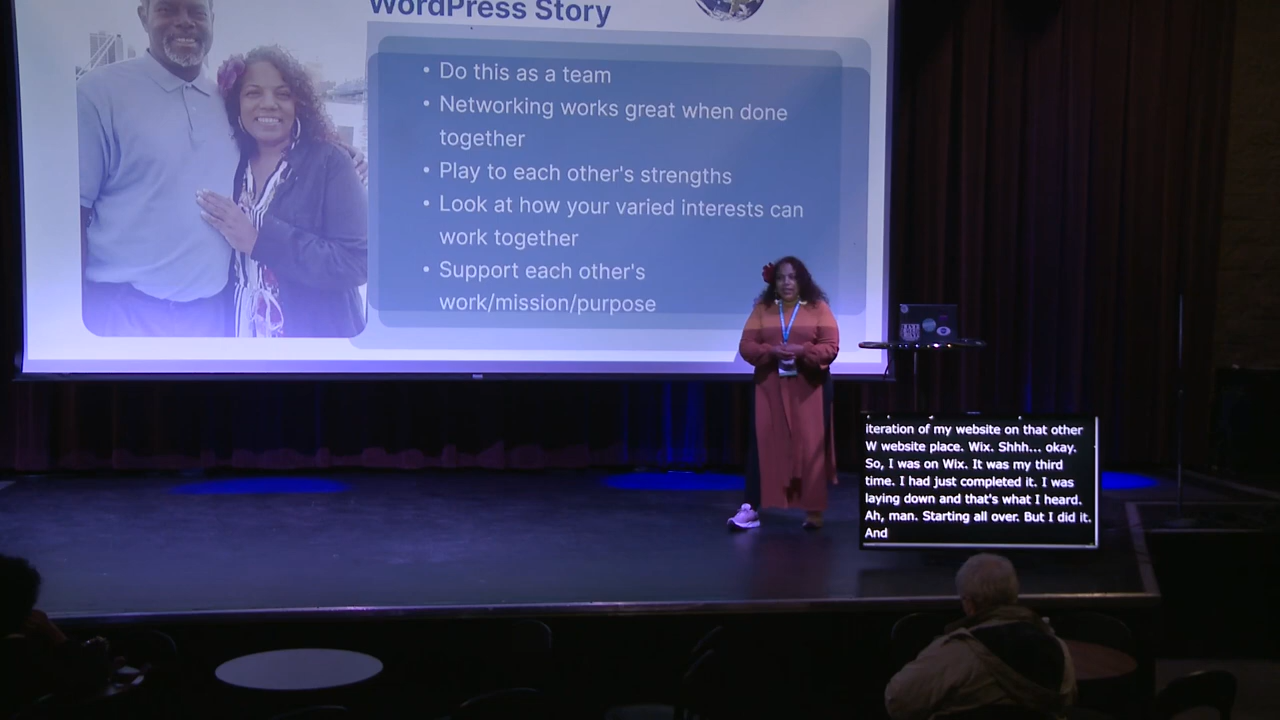 WordPress Story
• Do this as a team
• Networking works great when done
together
• Play to each other's strengths
• Look at how your varied interests can
work together
• Support each other's
work/mission/purpose
iteration of my website on that other
W website place. Wix. Shhh... okay.
So, I was on Wix. It was my third
time. I had just completed it. I was
laying down and that's what I heard.
Ah, man. Starting all over. But I did it.
And